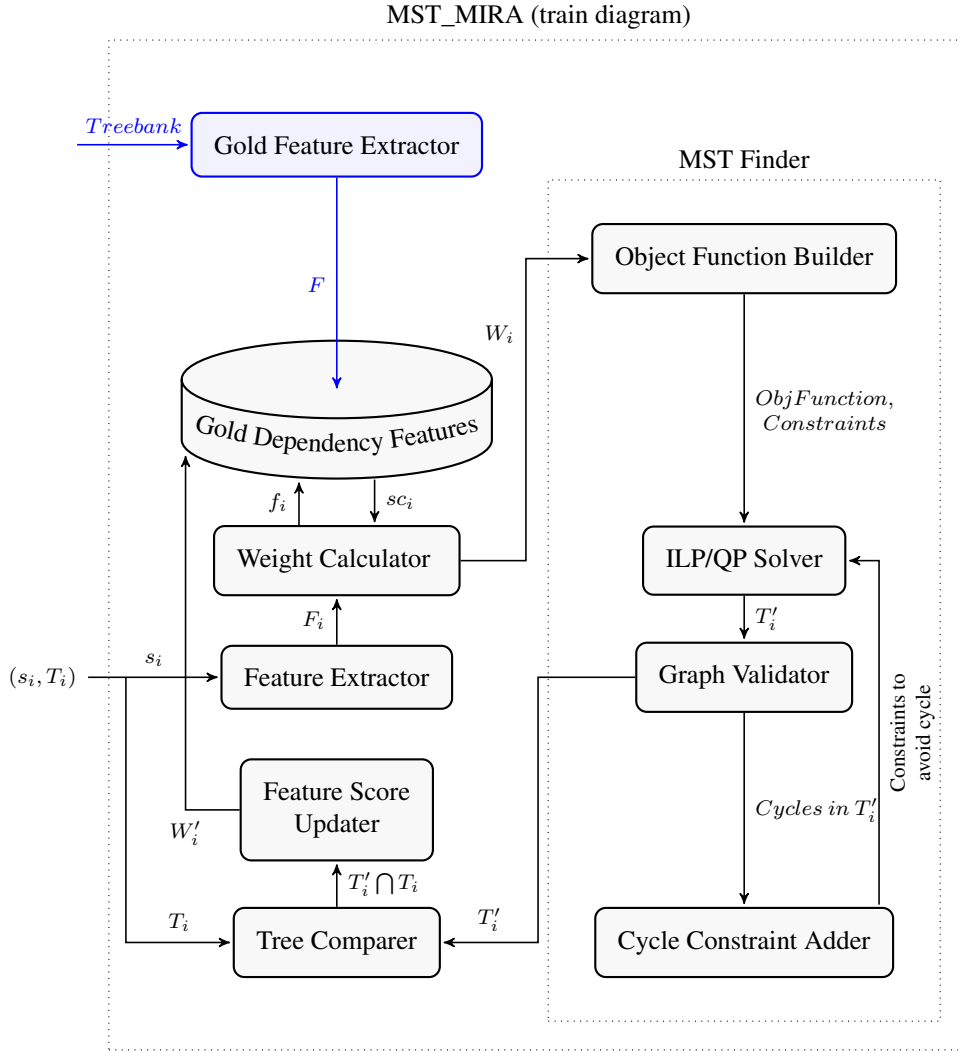 MST_MIRA (train diagram)
Treebank
Gold Feature Extractor
MST Finder
Object Function Builder
F
W_i
ObjFunction,
Constraints
Gold Dependency Features
f_i
sc_i
Weight Calculator
ILP/QP Solver
F_i
T'_i
(s_i, T_i)
s_i
Feature Extractor
Graph Validator
Constraints to
avoid cycle
Feature Score
Updater
W'_i
Cycles in T'_i
T'_i ⋂ T_i
T_i
Tree Comparer
T'_i
Cycle Constraint Adder